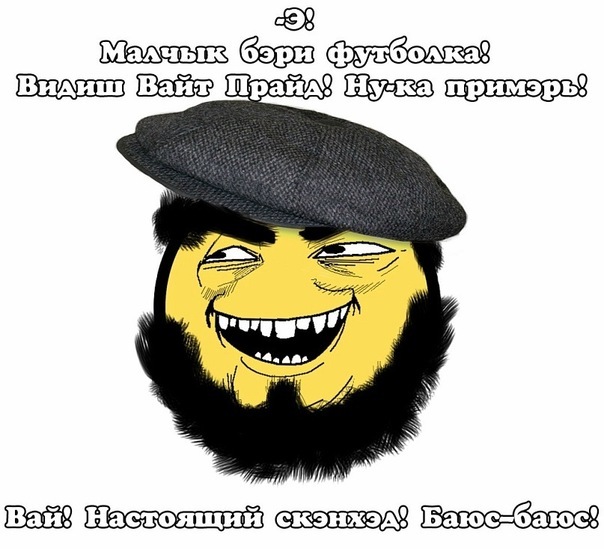 -Э!
Малчык бэри футболка!
Видиш Вайт Прайд! Ну-ка примэрь!
Вай! Настоящий скэнхэд! Баюс-баюс!